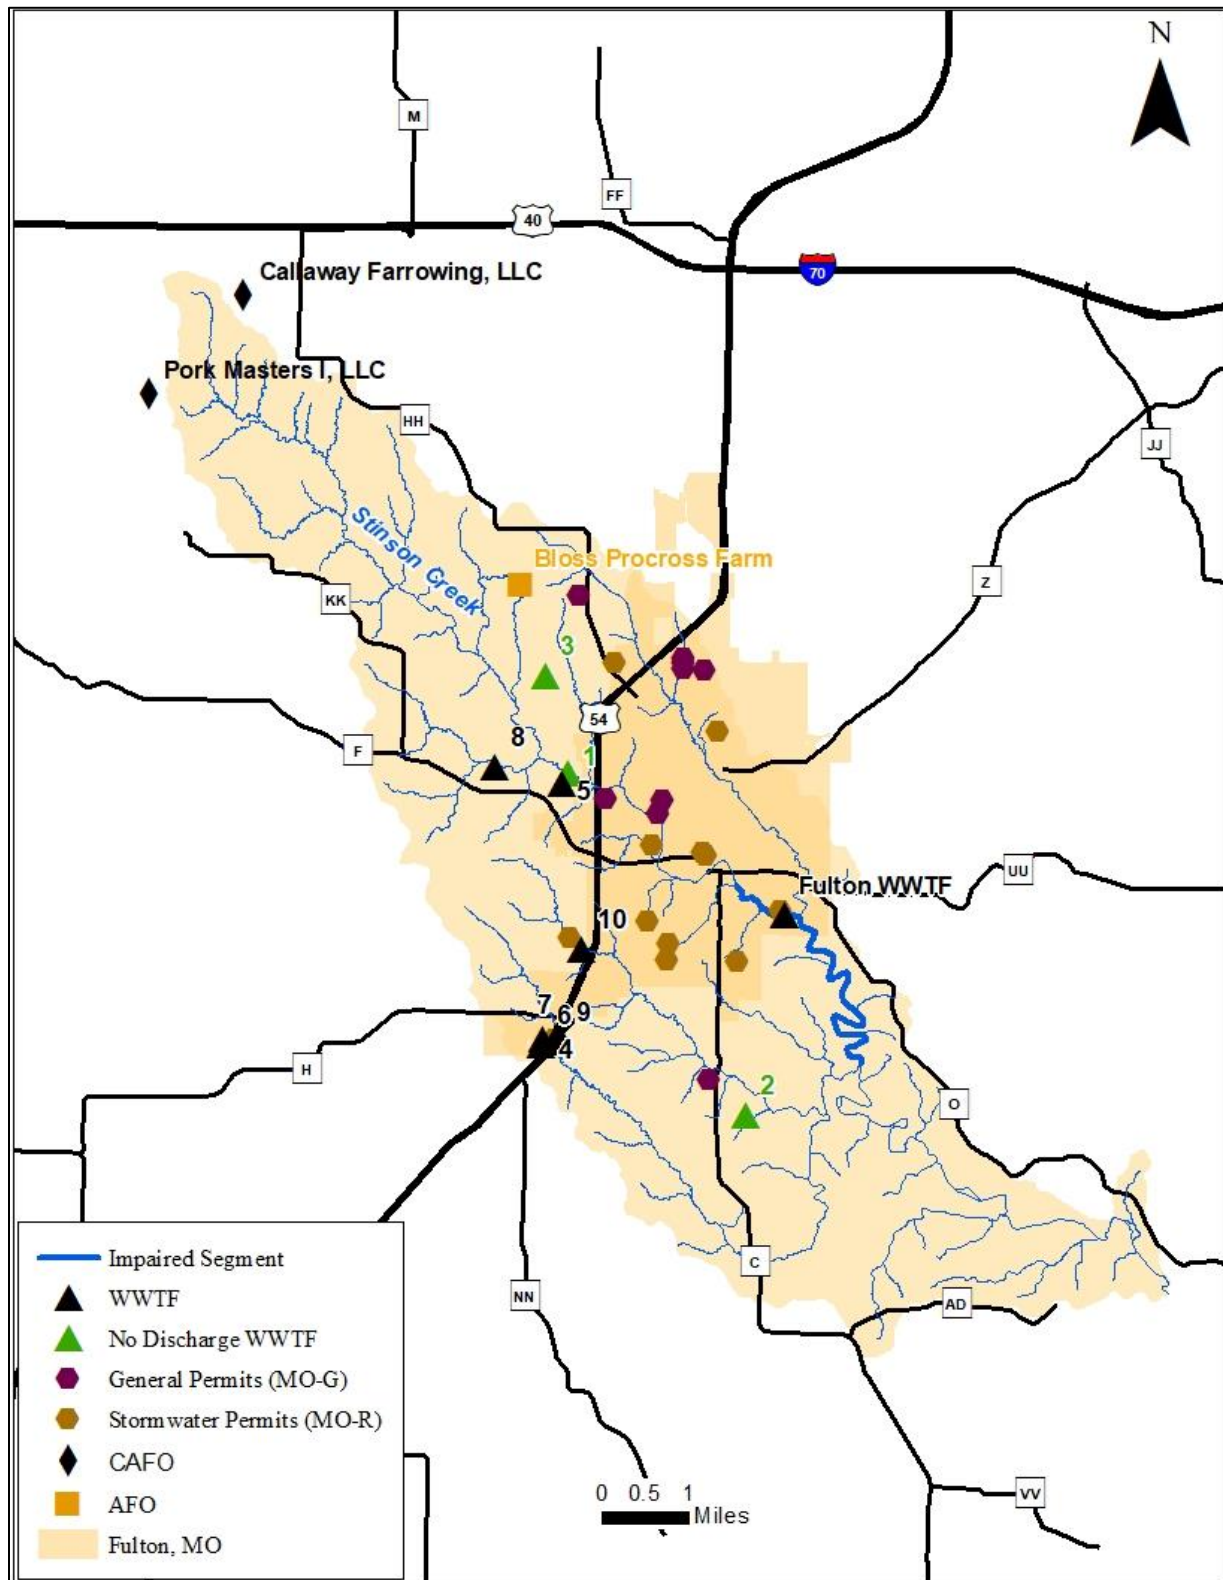 N
M
FF
40
70
Callaway Farrowing, LLC
Pork Masters I, LLC
HH
JJ
Stinson Creek
Bloss Procross Farm
Z
KK
3
54
8
F
1
5
Fulton WWTF
UU
10
7
6
9
4
H
2
O
C
AD
NN
VV
Impaired Segment
WWTF
No Discharge WWTF
General Permits (MO-G)
Stormwater Permits (MO-R)
CAFO
AFO
Fulton, MO
0 0.5 1
Miles